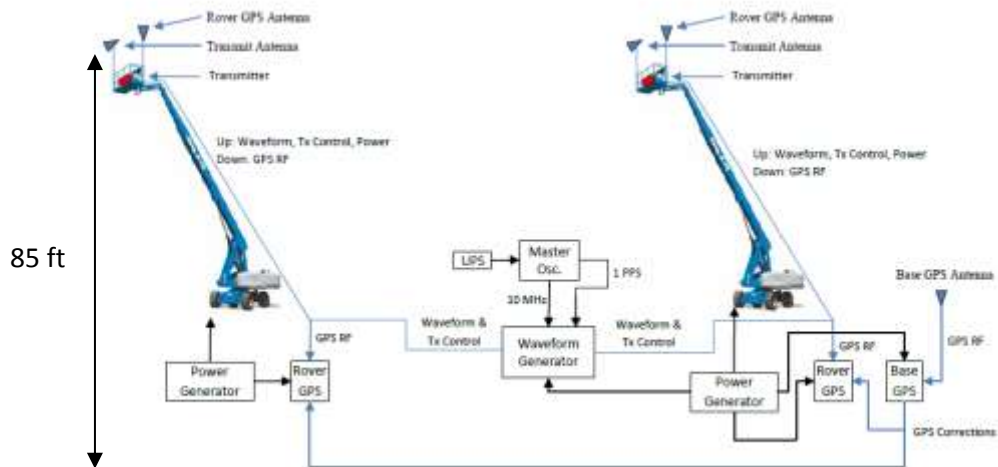 Rover GPS Antenna
Transmit Antenna
Transmitter
Up: Waveform, Tx Control, Power
Down: GPS RF
85 ft
Rover GPS Antenna
Transmit Antenna
Transmitter
Up: Waveform, Tx Control, Power
Down: GPS RF
UPS
Master
Osc.
1 PPS
10 MHz
Base GPS Antenna
Waveform &
Tx Control
Waveform
Generator
Waveform &
Tx Control
GPS RF
GPS RF
GPS RF
Power
Generator
Rover
GPS
Power
Generator
Rover
GPS
Base
GPS
GPS Corrections